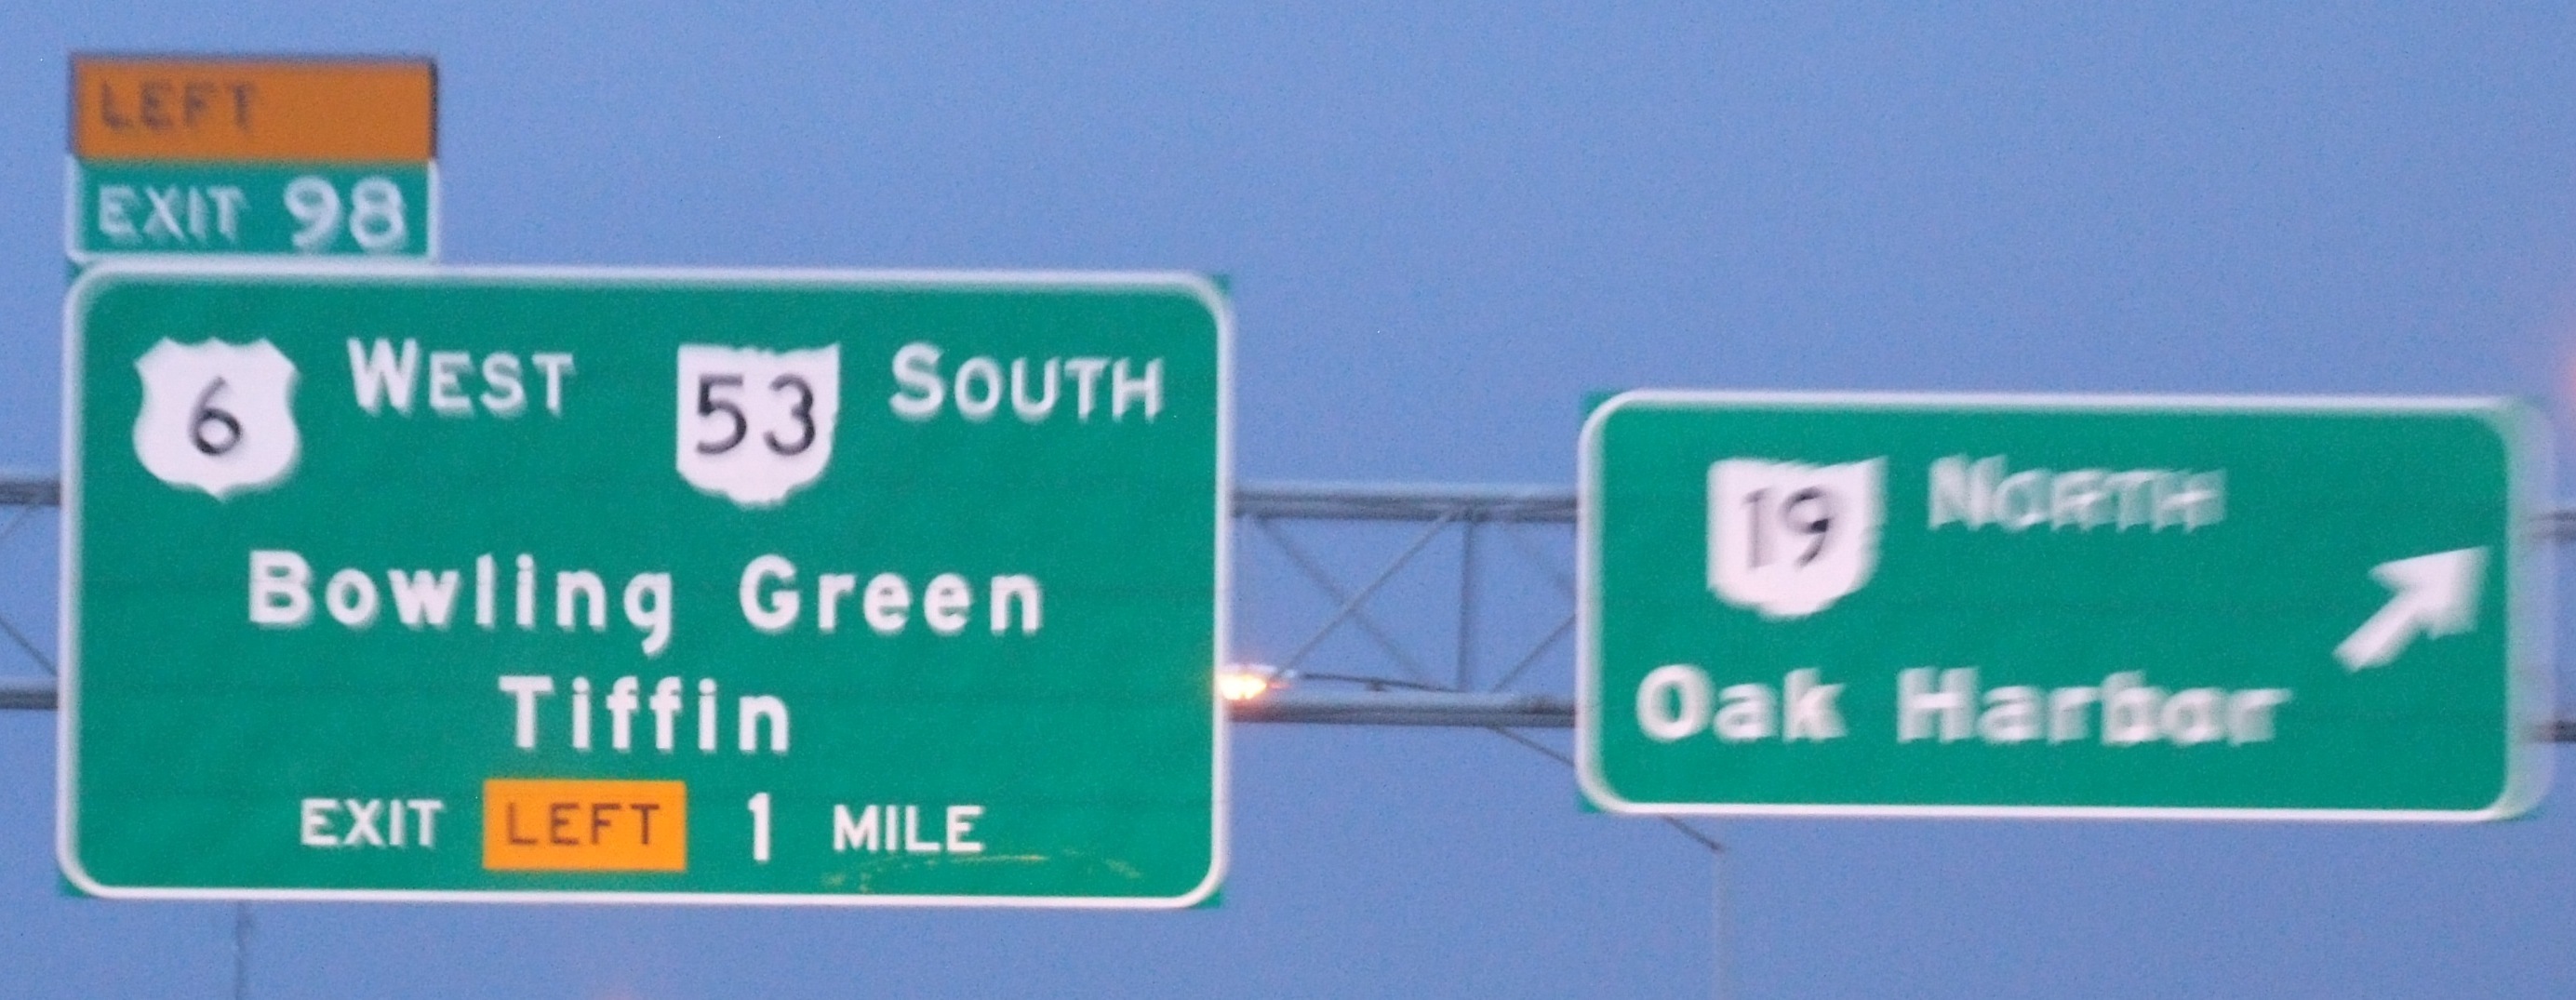 LEFT
EXIT 98
6 WEST 53 SOUTH
Bowling Green
Tiffin
EXIT LEFT 1 MILE
19 NORTH
Oak Harbor